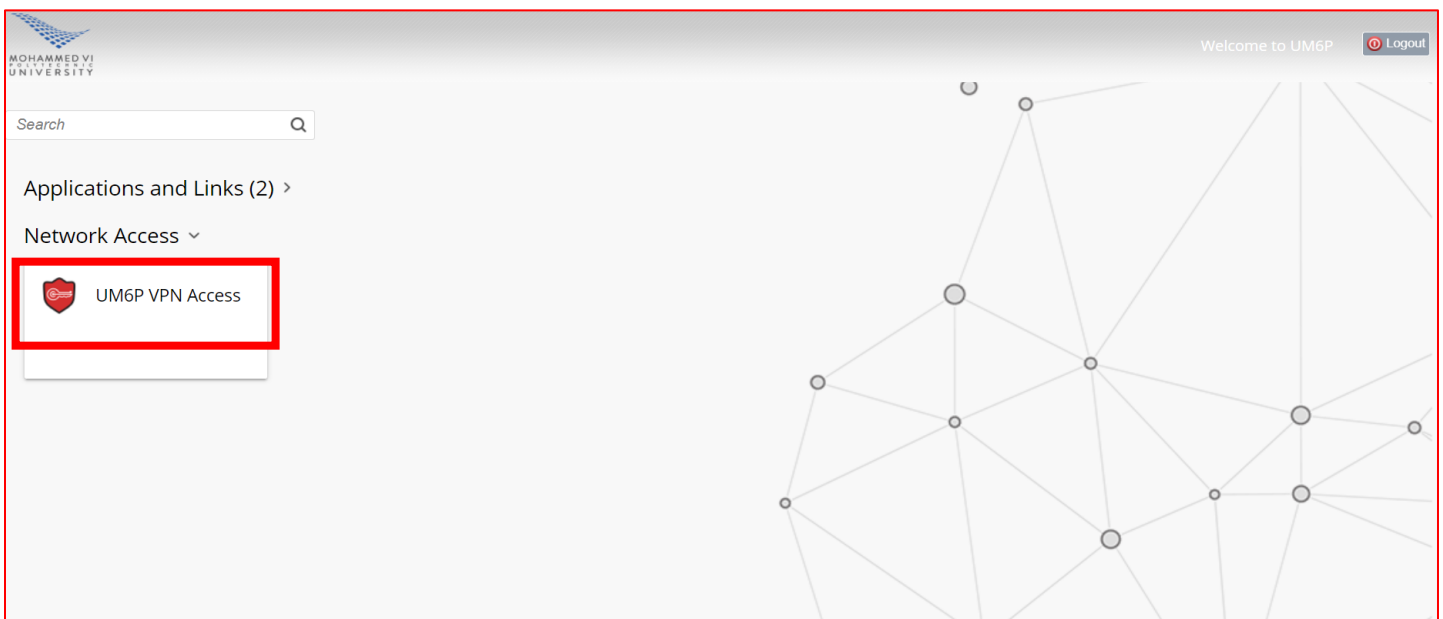 MOHAMMED VI
POLYTECHNIC
UNIVERSITY
Welcome to UM6P
Logout
Search
Applications and Links (2)
Network Access
UM6P VPN Access